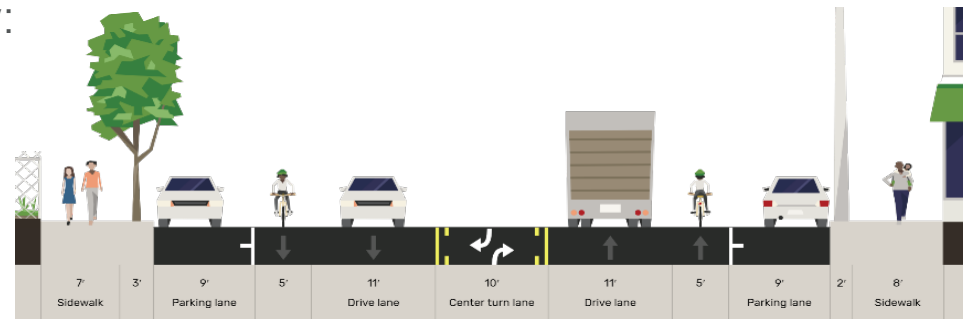 7' 3' 9' 5' 11' 10' 11' 5' 9' 2' 8'
Sidewalk Parking lane Drive lane Center turn lane Drive lane Parking lane Sidewalk